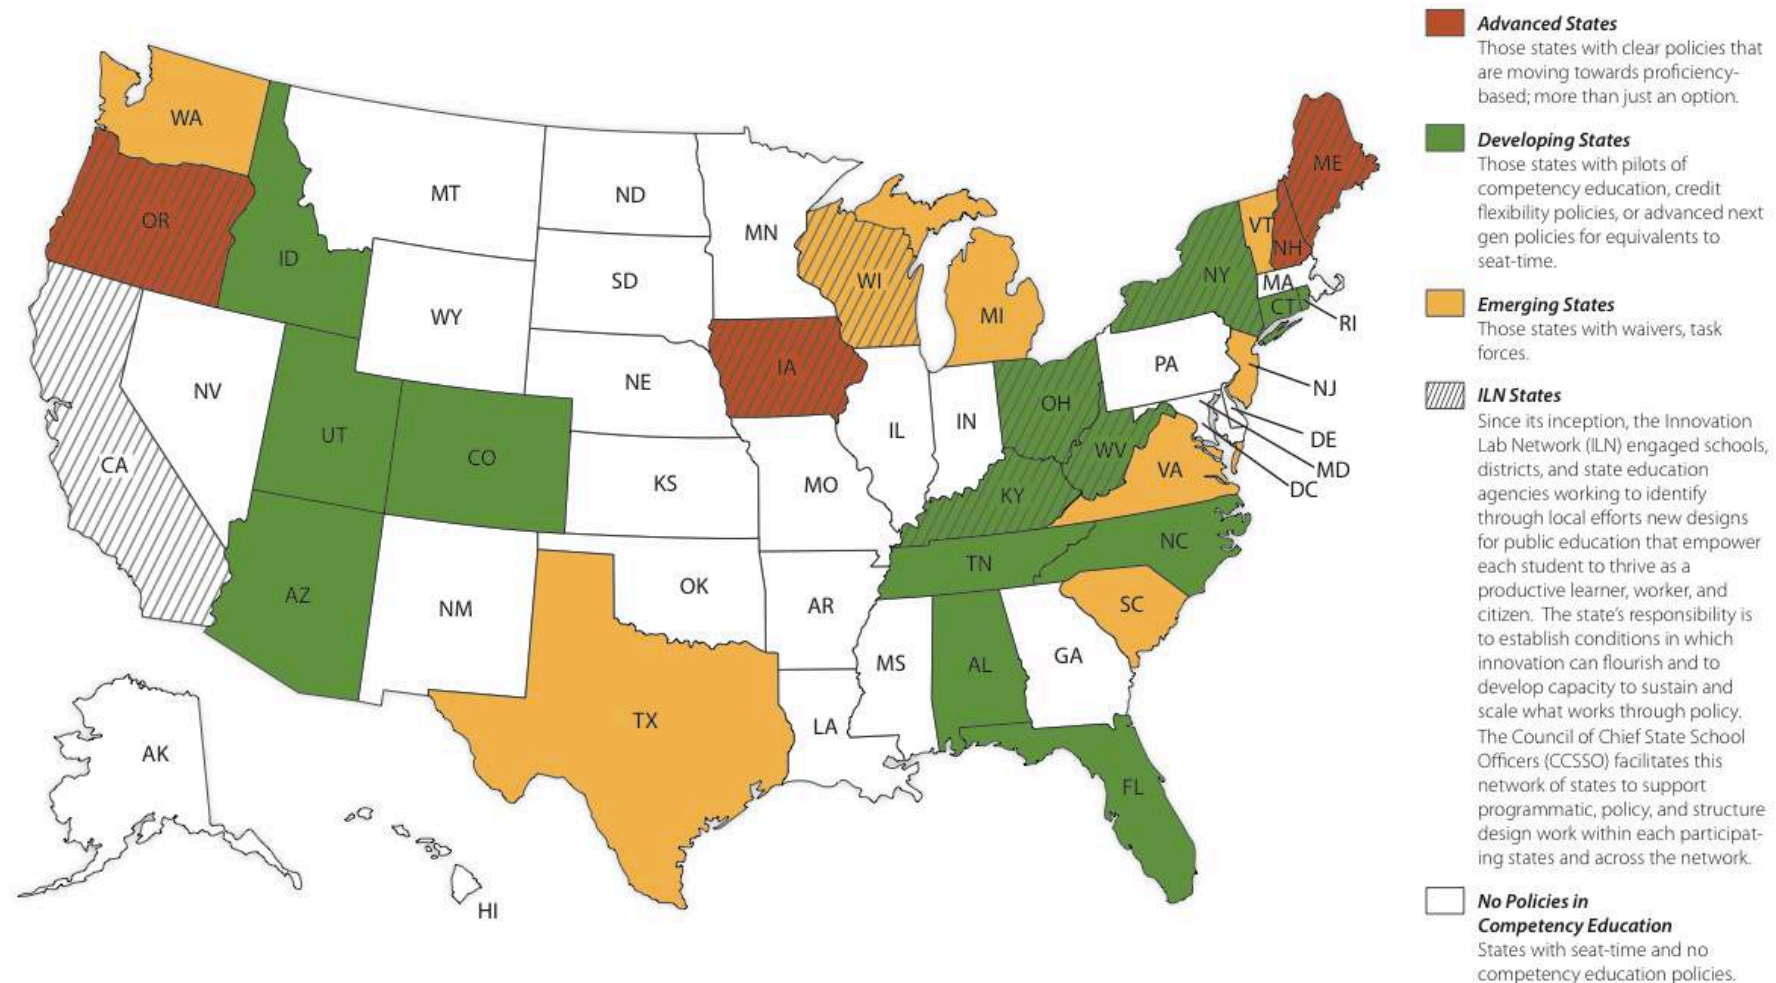 WA
OR
ID
MT
ND
MN
SD
WY
NV
CA
UT
CO
NE
KS
IA
WI
MI
IL
IN
OH
MO
KY
WV
VA
PA
NY
VT
NH
ME
MA
CT
RI
NJ
DE
MD
DC
AZ
NM
OK
AR
TN
NC
SC
MS
AL
GA
TX
LA
FL
AK
HI
Advanced States
Those states with clear policies that
are moving towards proficiency-
based; more than just an option.
Developing States
Those states with pilots of
competency education, credit
flexibility policies, or advanced next
gen policies for equivalents to
seat-time.
Emerging States
Those states with waivers, task
forces.
ILN States
Since its inception, the Innovation
Lab Network (ILN) engaged schools,
districts, and state education
agencies working to identify
through local efforts new designs
for public education that empower
each student to thrive as a
productive learner, worker, and
citizen. The state's responsibility is
to establish conditions in which
innovation can flourish and to
develop capacity to sustain and
scale what works through policy.
The Council of Chief State School
Officers (CCSSO) facilitates this
network of states to support
programmatic, policy, and structure
design work within each participat-
ing states and across the network.
No Policies in
Competency Education
States with seat-time and no
competency education policies.